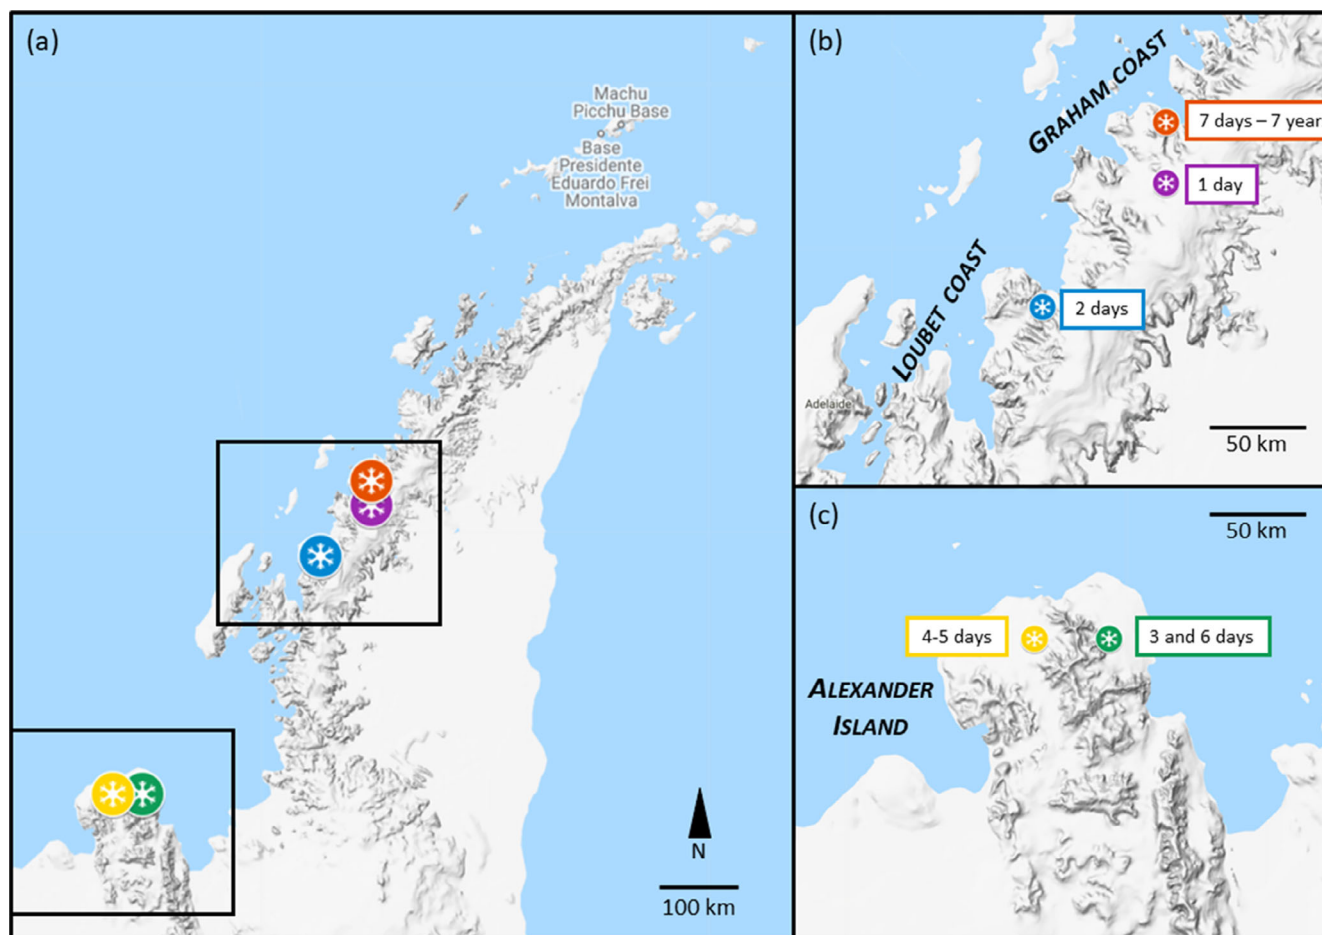 (a)
Machu
Picchu Base
Base
Presidente
Eduardo Frei
Montalva
N
100 km
(b)
GRAHAM COAST
7 days – 7 year
1 day
LOUBET COAST
2 days
Adelaide
50 km
(c)
50 km
4-5 days
3 and 6 days
ALEXANDER
ISLAND